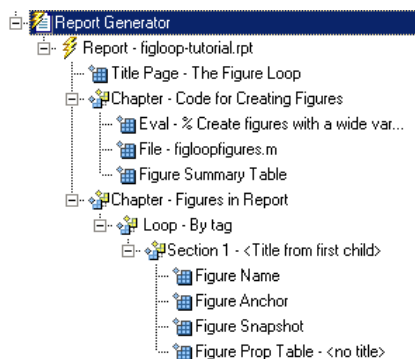 Report Generator
Report - figloop-tutorial.rpt
Title Page - The Figure Loop
Chapter - Code for Creating Figures
Eval - % Create figures with a wide var...
File - figloopfigures.m
Figure Summary Table
Chapter - Figures in Report
Loop - By tag
Section 1 - <Title from first child>
Figure Name
Figure Anchor
Figure Snapshot
Figure Prop Table - <no title>